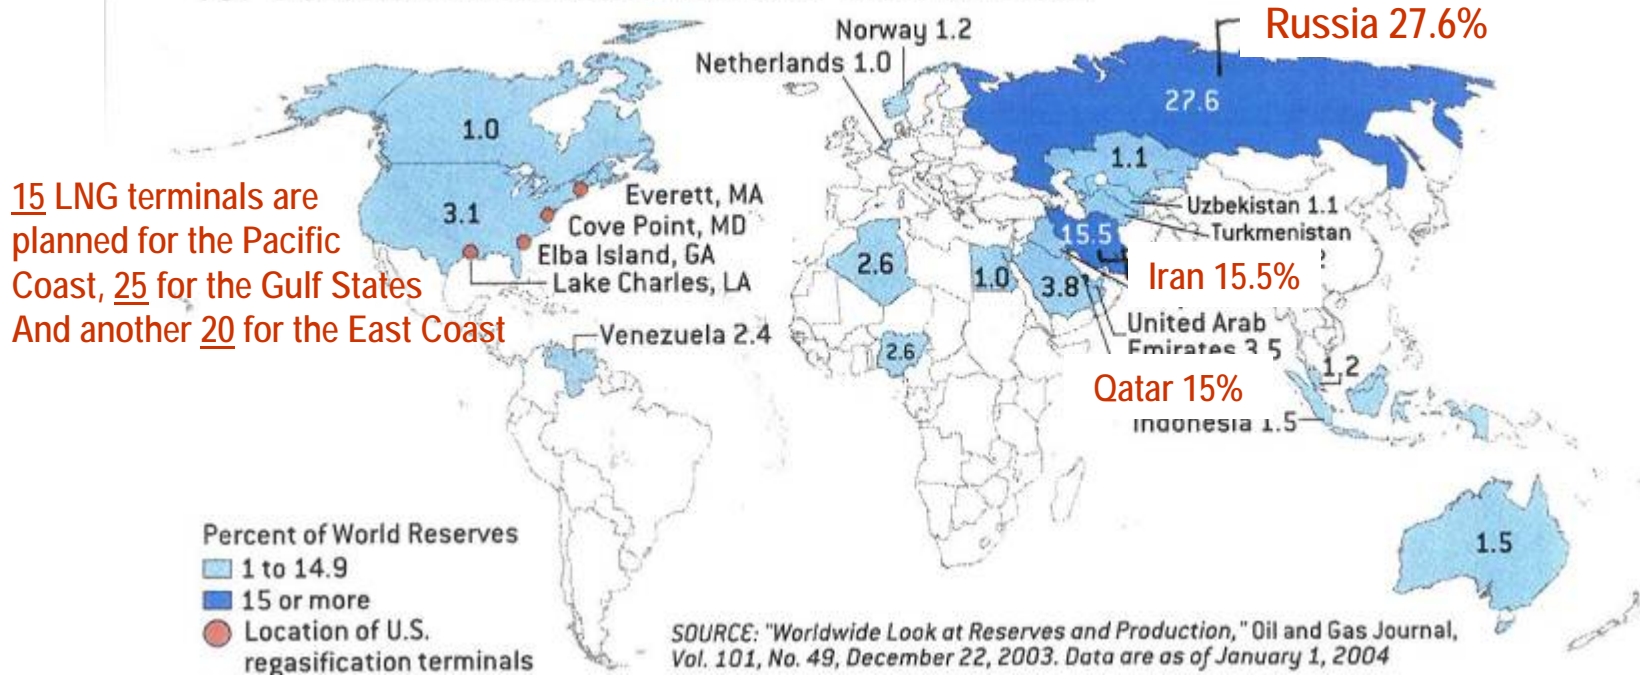 Russia 27.6%
Norway 1.2
Netherlands 1.0
27.6
1.0
1.1
15 LNG terminals are
planned for the Pacific
Coast, 25 for the Gulf States
And another 20 for the East Coast
3.1
Everett, MA
Cove Point, MD
Elba Island, GA
Lake Charles, LA
Uzbekistan 1.1
Turkmenistan
15.5
2.6
1.0
3.8
Iran 15.5%
Venezuela 2.4
United Arab
Emirates 3.5
2.6
1.2
Qatar 15%
Indonesia 1.5
1.5
Percent of World Reserves
1 to 14.9
15 or more
Location of U.S.
regasification terminals
SOURCE: "Worldwide Look at Reserves and Production," Oil and Gas Journal,
Vol. 101, No. 49, December 22, 2003. Data are as of January 1, 2004